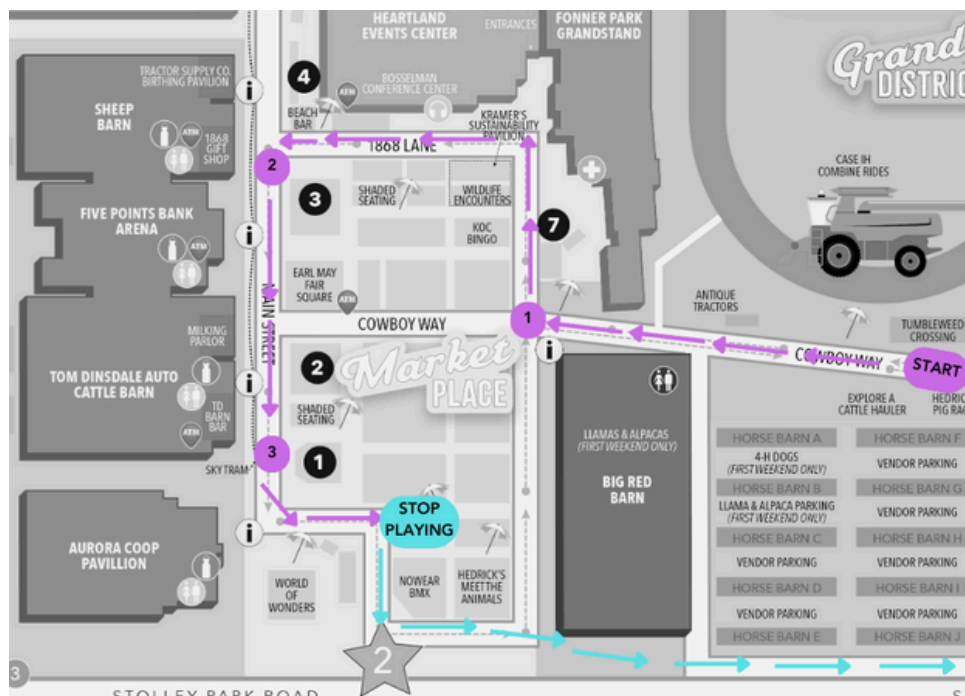 HEARTLAND
EVENTS CENTER
ENTRANCES
FONNER PARK
GRANDSTAND
TRACTOR SUPPLY CO.
BIRTHING PAVILION
i
4
ATM
BOSSELMAN
CONFERENCE CENTER
SHEEP
BARN
ATM
1868
GIFT
SHOP
BEACH
BAR
KRAMER'S
SUSTAINABILITY
PAVILION
1868 LANE
2
3
SHADED
SEATING
WILDLIFE
ENCOUNTERS
KOC
BINGO
7
CASE IH
COMBINE RIDES
FIVE POINTS BANK
ARENA
ATM
i
EARL MAY
FAIR
SQUARE
ATM
MAIN STREET
COWBOY WAY
1
i
ANTIQUE
TRACTORS
TUMBLEWEED
CROSSING
COWBOY WAY
START
MILKING
PARLOR
TOM DINSDALE AUTO
CATTLE BARN
TD
BARN
BAR
ATM
i
2
Market
PLACE
SHADED
SEATING
EXPLORE A
CATTLE HAULER
3
1
SKY TRAM
LLAMAS & ALPACAS
(FIRST WEEKEND ONLY)
BIG RED
BARN
HORSE BARN A
HORSE BARN F
4-H DOGS
(FIRST WEEKEND ONLY)
VENDOR PARKING
HORSE BARN B
HORSE BARN G
LLAMA & ALPACA PARKING
(FIRST WEEKEND ONLY)
VENDOR PARKING
HORSE BARN C
HORSE BARN H
VENDOR PARKING
VENDOR PARKING
HORSE BARN D
HORSE BARN I
VENDOR PARKING
VENDOR PARKING
HORSE BARN E
HORSE BARN J
STOP
PLAYING
i
AURORA COOP
PAVILLION
WORLD
OF
WONDERS
NOWEAR
BMX
HEDRICK'S
MEET THE
ANIMALS
2
3
STOLLEY PARK ROAD